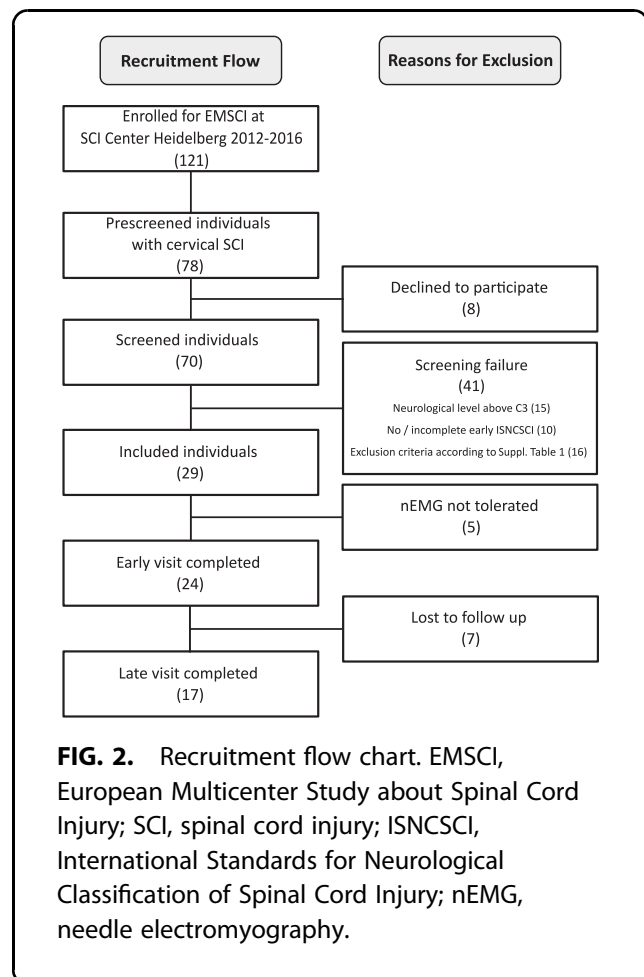 Recruitment Flow
Reasons for Exclusion
Enrolled for EMSCI at
SCI Center Heidelberg 2012-2016
(121)
Prescreened individuals
with cervical SCI
(78)
Declined to participate
(8)
Screened individuals
(70)
Screening failure
(41)
Neurological level above C3 (15)
No / incomplete early ISNCSCI (10)
Exclusion criteria according to Suppl. Table 1 (16)
Included individuals
(29)
nEMG not tolerated
(5)
Early visit completed
(24)
Lost to follow up
(7)
Late visit completed
(17)
FIG. 2. Recruitment flow chart. EMSCI,
European Multicenter Study about Spinal Cord
Injury; SCI, spinal cord injury; ISNCSCI,
International Standards for Neurological
Classification of Spinal Cord Injury; nEMG,
needle electromyography.